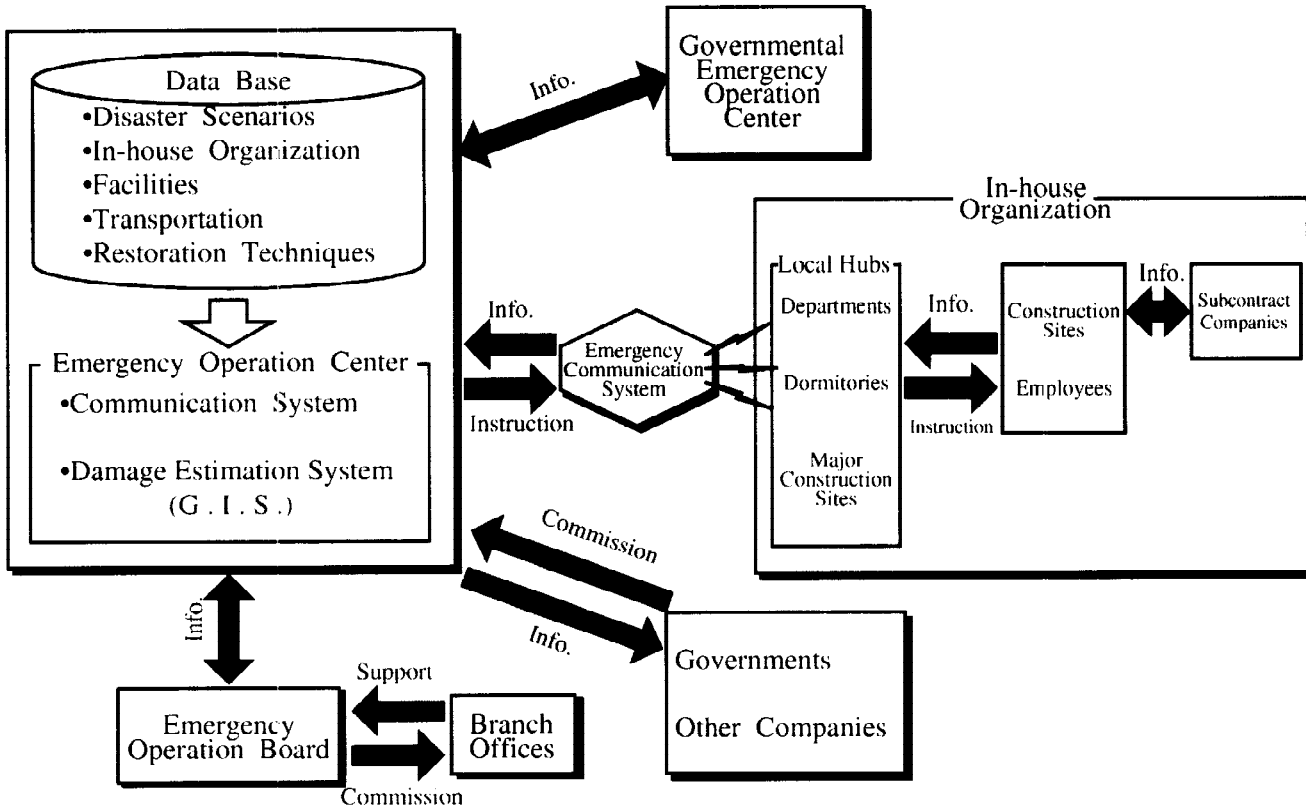 Data Base
•Disaster Scenarios
•In-house Organization
•Facilities
•Transportation
•Restoration Techniques
Emergency Operation Center
•Communication System
•Damage Estimation System
(G.I.S.)
Info.
Governmental
Emergency
Operation
Center
In-house
Organization
Info.
Instruction
Emergency
Communication
System
Local Hubs
Departments
Dormitories
Major
Construction
Sites
Info.
Instruction
Construction
Sites
Employees
Info.
Subcontract
Companies
Commission
Info.
Governments
Other Companies
Info.
Emergency
Operation Board
Support
Commission
Branch
Offices